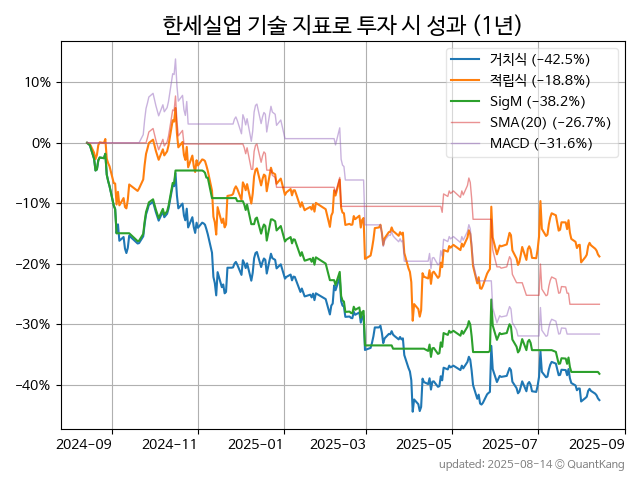 한세실업 기술 지표로 투자 시 성과 (1년)
거치식 (−42.5%)
적립식 (−18.8%)
SigM (−38.2%)
SMA(20) (−26.7%)
MACD (−31.6%)
10%
0%
−10%
−20%
−30%
−40%
2024-09 2024-11 2025-01 2025-03 2025-05 2025-07 2025-09
updated: 2025-08-14 © QuantKang